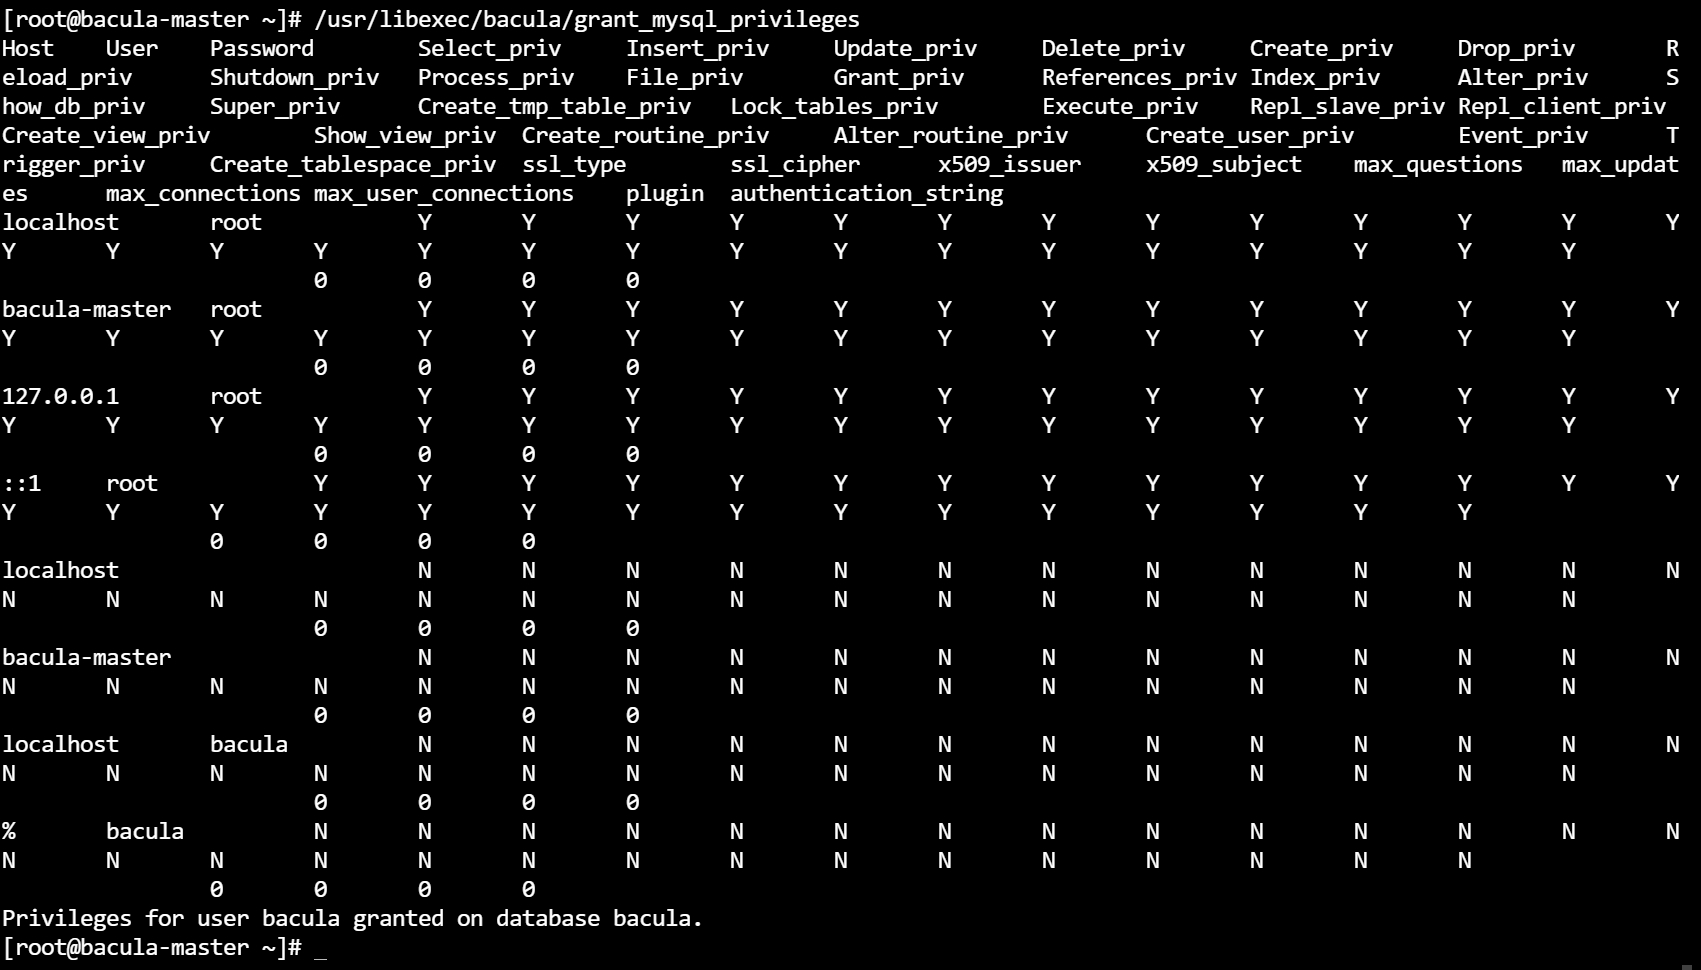 [root@bacula-master ~]# /usr/libexec/bacula/grant_mysql_privileges
Host    User    Password        Select_priv     Insert_priv     Update_priv     Delete_priv     Create_priv     Drop_priv       R
eload_priv      Shutdown_priv   Process_priv    File_priv       Grant_priv      References_priv Index_priv      Alter_priv      S
how_db_priv     Super_priv      Create_tmp_table_priv   Lock_tables_priv        Execute_priv    Repl_slave_priv Repl_client_priv
Create_view_priv        Show_view_priv  Create_routine_priv     Alter_routine_priv      Create_user_priv        Event_priv      T
rigger_priv     Create_tablespace_priv  ssl_type        ssl_cipher      x509_issuer     x509_subject    max_questions   max_updat
es      max_connections max_user_connections    plugin  authentication_string
localhost       root            Y       Y       Y       Y       Y       Y       Y       Y       Y       Y       Y       Y       Y
Y       Y       Y       Y       Y       Y       Y       Y       Y       Y       Y       Y       Y       Y       Y       Y
                        0       0       0       0
bacula-master   root            Y       Y       Y       Y       Y       Y       Y       Y       Y       Y       Y       Y       Y
Y       Y       Y       Y       Y       Y       Y       Y       Y       Y       Y       Y       Y       Y       Y       Y
                        0       0       0       0
127.0.0.1       root            Y       Y       Y       Y       Y       Y       Y       Y       Y       Y       Y       Y       Y
Y       Y       Y       Y       Y       Y       Y       Y       Y       Y       Y       Y       Y       Y       Y       Y
                        0       0       0       0
::1     root            Y       Y       Y       Y       Y       Y       Y       Y       Y       Y       Y       Y       Y       Y
Y       Y       Y       Y       Y       Y       Y       Y       Y       Y       Y       Y       Y       Y       Y
                0       0       0       0
localhost                       N       N       N       N       N       N       N       N       N       N       N       N       N
N       N       N       N       N       N       N       N       N       N       N       N       N       N       N       N
                        0       0       0       0
bacula-master                   N       N       N       N       N       N       N       N       N       N       N       N       N
N       N       N       N       N       N       N       N       N       N       N       N       N       N       N       N
                        0       0       0       0
localhost       bacula          N       N       N       N       N       N       N       N       N       N       N       N       N
N       N       N       N       N       N       N       N       N       N       N       N       N       N       N       N
                        0       0       0       0
%       bacula          N       N       N       N       N       N       N       N       N       N       N       N       N       N
N       N       N       N       N       N       N       N       N       N       N       N       N       N       N
                0       0       0       0
Privileges for user bacula granted on database bacula.
[root@bacula-master ~]# _